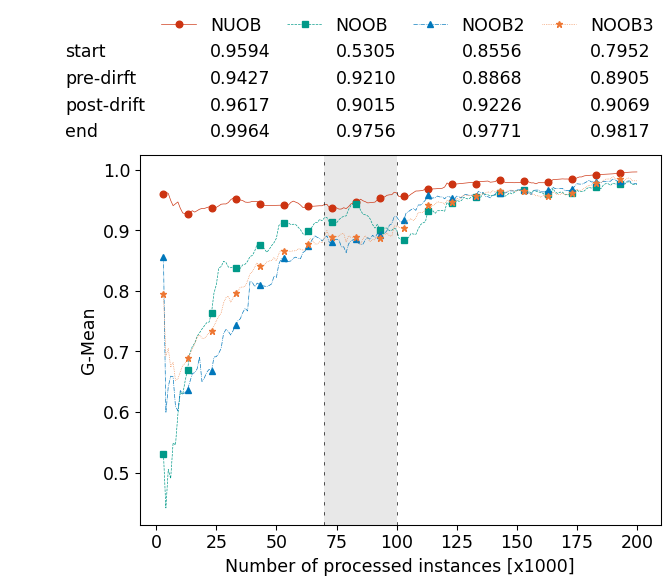 NUOB NOOB NOOB2 NOOB3
start 0.9594 0.5305 0.8556 0.7952
pre-dirft 0.9427 0.9210 0.8868 0.8905
post-drift 0.9617 0.9015 0.9226 0.9069
end 0.9964 0.9756 0.9771 0.9817
1.0
0.9
0.8
0.7
0.6
0.5
G-Mean
0 25 50 75 100 125 150 175 200
Number of processed instances [x1000]